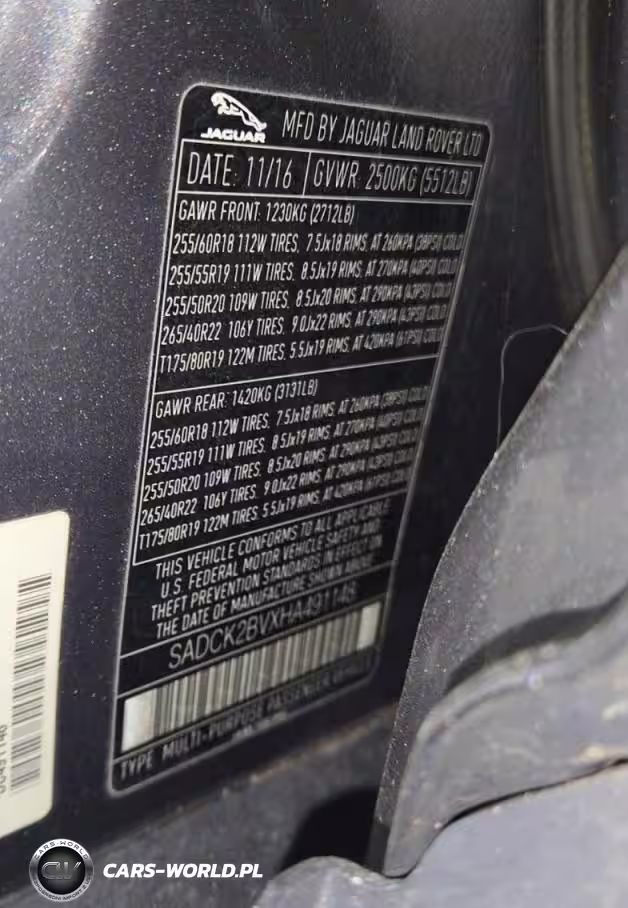 JAGUAR
MFD BY JAGUAR LAND ROVER LTD
DATE: 11/16 GVWR: 2500KG (5512LB)
GAWR FRONT: 1230KG (2712LB)
255/60R18 112W TIRES, 7.5Jx18 RIMS, AT 260KPA (38PSI) COLD
255/55R19 111W TIRES, 8.5Jx19 RIMS, AT 270KPA (40PSI) COLD
255/50R20 109W TIRES, 8.5Jx20 RIMS, AT 290KPA (43PSI) COLD
265/40R22 106Y TIRES, 9.0Jx22 RIMS, AT 290KPA (43PSI) COLD
T175/80R19 122M TIRES, 5.5Jx19 RIMS, AT 420KPA (61PSI) COLD
GAWR REAR: 1420KG (3131LB)
255/60R18 112W TIRES, 7.5Jx18 RIMS, AT 260KPA (38PSI) COLD
255/55R19 111W TIRES, 8.5Jx19 RIMS, AT 270KPA (40PSI) COLD
255/50R20 109W TIRES, 8.5Jx20 RIMS, AT 290KPA (43PSI) COLD
265/40R22 106Y TIRES, 9.0Jx22 RIMS, AT 290KPA (43PSI) COLD
T175/80R19 122M TIRES, 5.5Jx19 RIMS, AT 420KPA (61PSI) COLD
THIS VEHICLE CONFORMS TO ALL APPLICABLE
U.S. FEDERAL MOTOR VEHICLE SAFETY AND
THEFT PREVENTION STANDARDS IN EFFECT ON
THE DATE OF MANUFACTURE SHOWN ABOVE.
SADCK2BVXHA491148
TYPE: MULTI-PURPOSE PASSENGER VEHICLE
CARS-WORLD
CARS-WORLD.PL